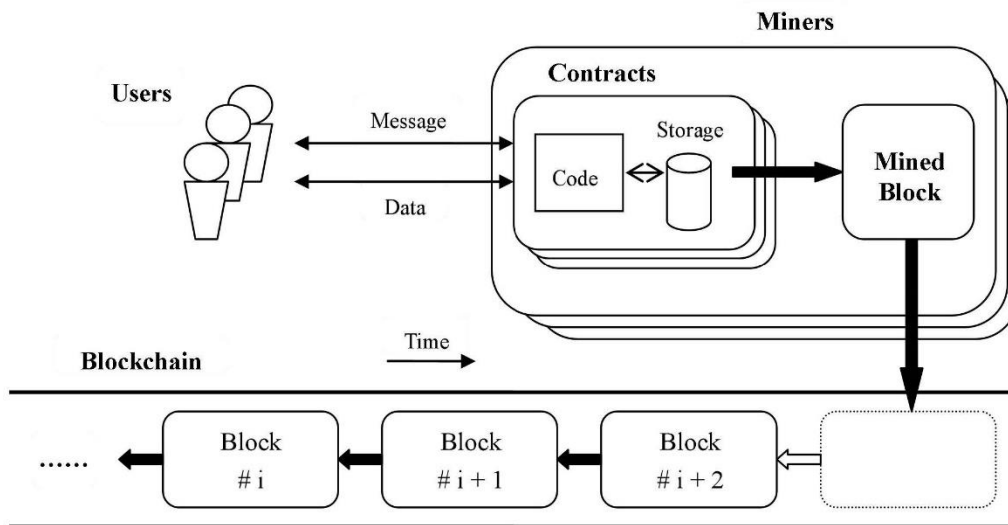 Miners
Contracts
Users
Message
Storage
Code
Mined
Block
Data
Time
Blockchain
......
Block
# i
Block
# i + 1
Block
# i + 2